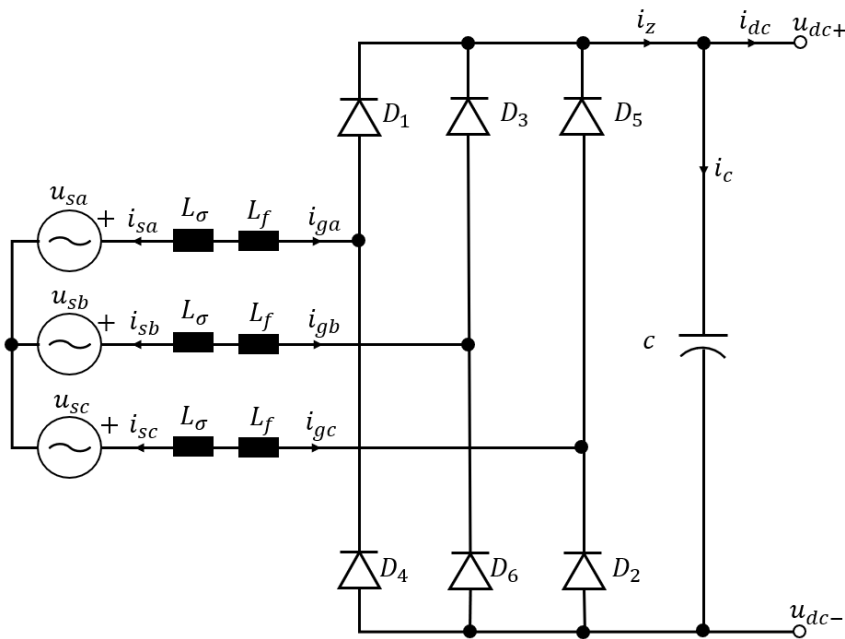 i_z i_dc u_dc+
D_1 D_3 D_5
i_c
u_sa
+ i_sa L_σ L_f i_ga
u_sb
+ i_sb L_σ L_f i_gb
c
u_sc
+ i_sc L_σ L_f i_gc
D_4 D_6 D_2
u_dc-